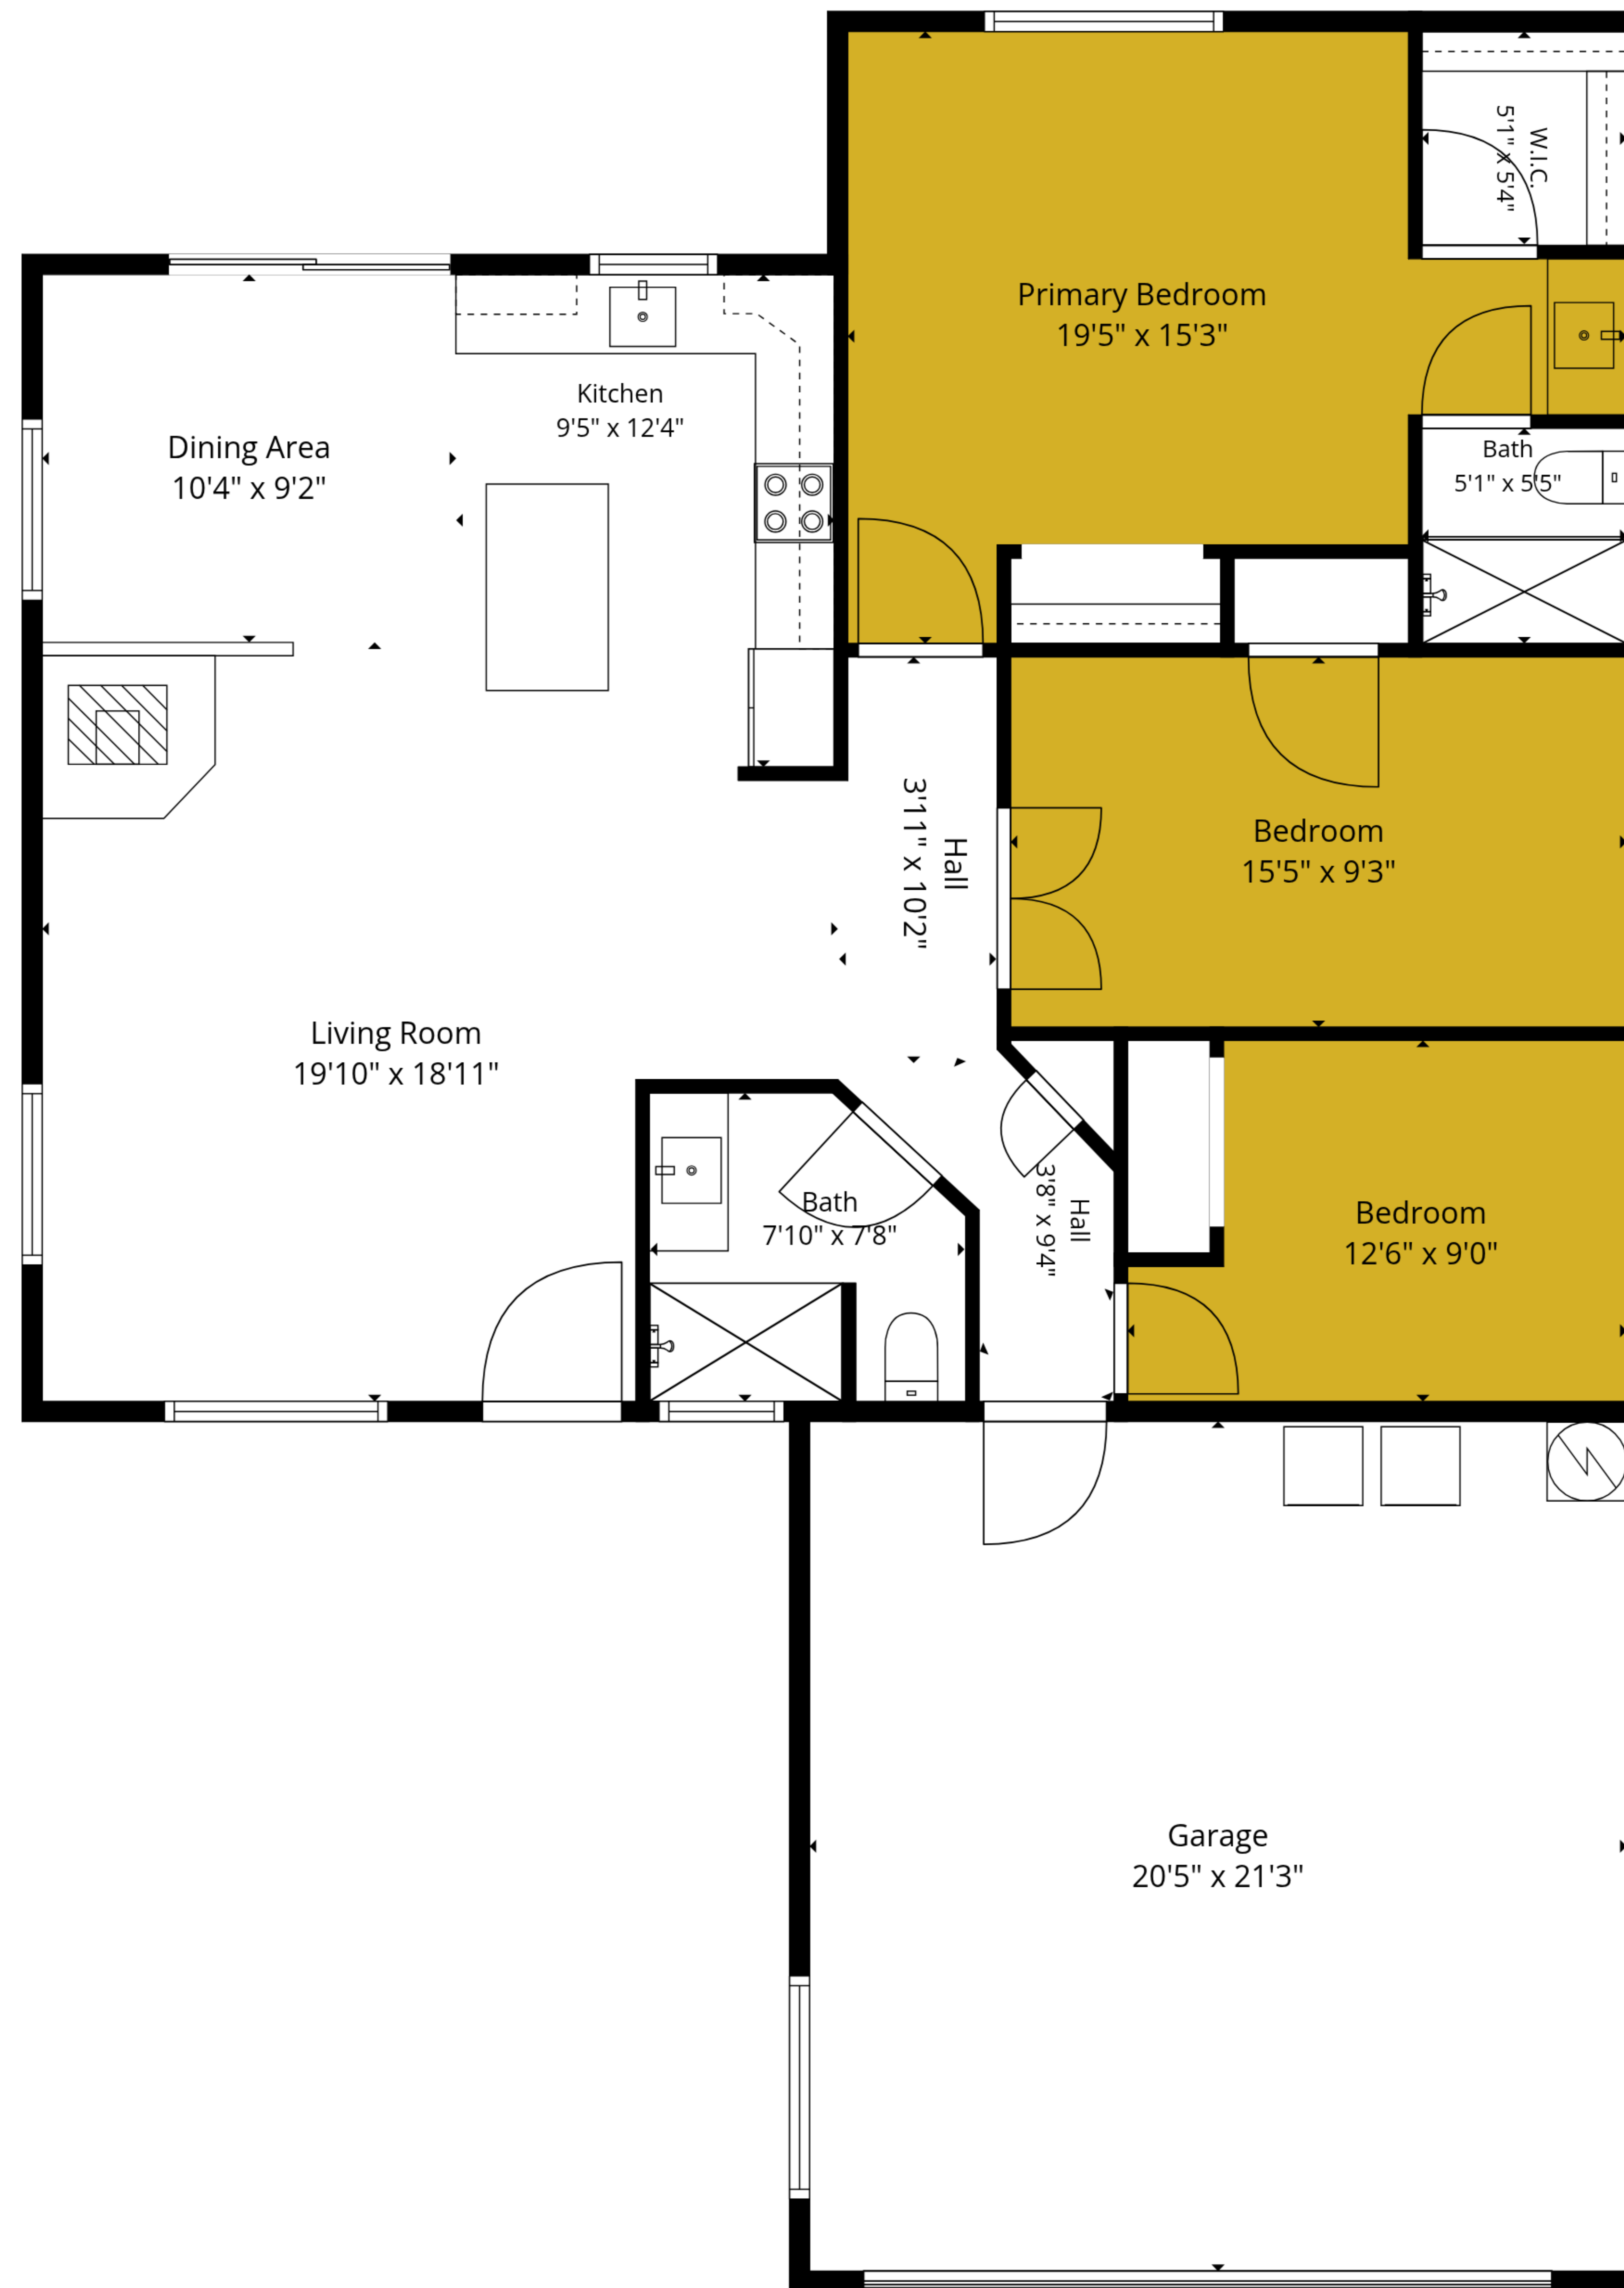 W.I.C.
5'1" x 5'4"
Primary Bedroom
19'5" x 15'3"
Kitchen
9'5" x 12'4"
Dining Area
10'4" x 9'2"
Bath
5'1" x 5'5"
Hall
3'11" x 10'2"
Bedroom
15'5" x 9'3"
Living Room
19'10" x 18'11"
Bath
7'10" x 7'8"
Hall
3'8" x 9'4"
Bedroom
12'6" x 9'0"
Garage
20'5" x 21'3"